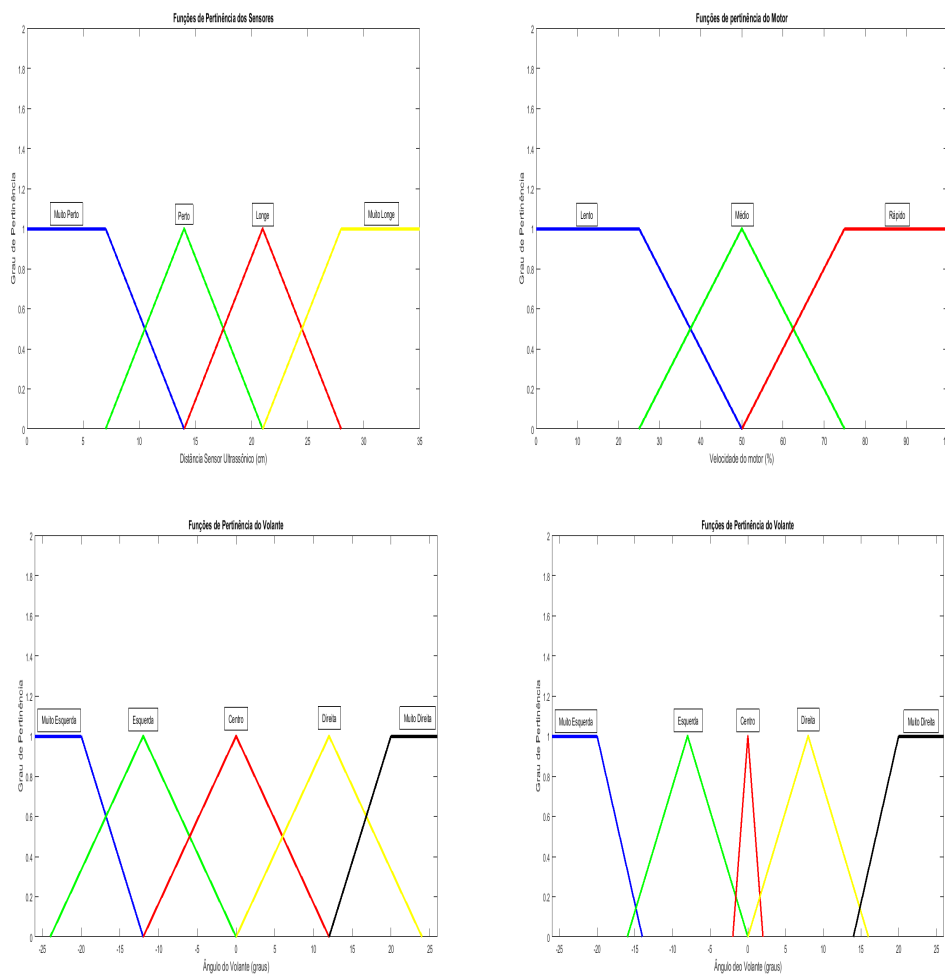 Funções de Pertinência dos Sensores
2
1.8
1.6
1.4
1.2
1
0.8
0.6
0.4
0.2
0
Grau de Pertinência
Muito Perto
Perto
Longe
Muito Longe
0 5 10 15 20 25 30 35
Distância Sensor Ultrassônico (cm)
Funções de pertinência do Motor
2
1.8
1.6
1.4
1.2
1
0.8
0.6
0.4
0.2
0
Grau de Pertinência
Lento
Médio
Rápido
0 10 20 30 40 50 60 70 80 90
Velocidade do motor (%)
Funções de Pertinência do Volante
2
1.8
1.6
1.4
1.2
1
0.8
0.6
0.4
0.2
0
Grau de Pertinência
Muito Esquerda
Esquerda
Centro
Direita
Muito Direita
-25 -20 -15 -10 -5 0 5 10 15 20 25
Ângulo do Volante (graus)
Funções de Pertinência do Volante
2
1.8
1.6
1.4
1.2
1
0.8
0.6
0.4
0.2
0
Grau de Pertinência
Muito Esquerda
Esquerda
Centro
Direita
Muito Direita
-25 -20 -15 -10 -5 0 5 10 15 20 25
Ângulo deo Volante (graus)